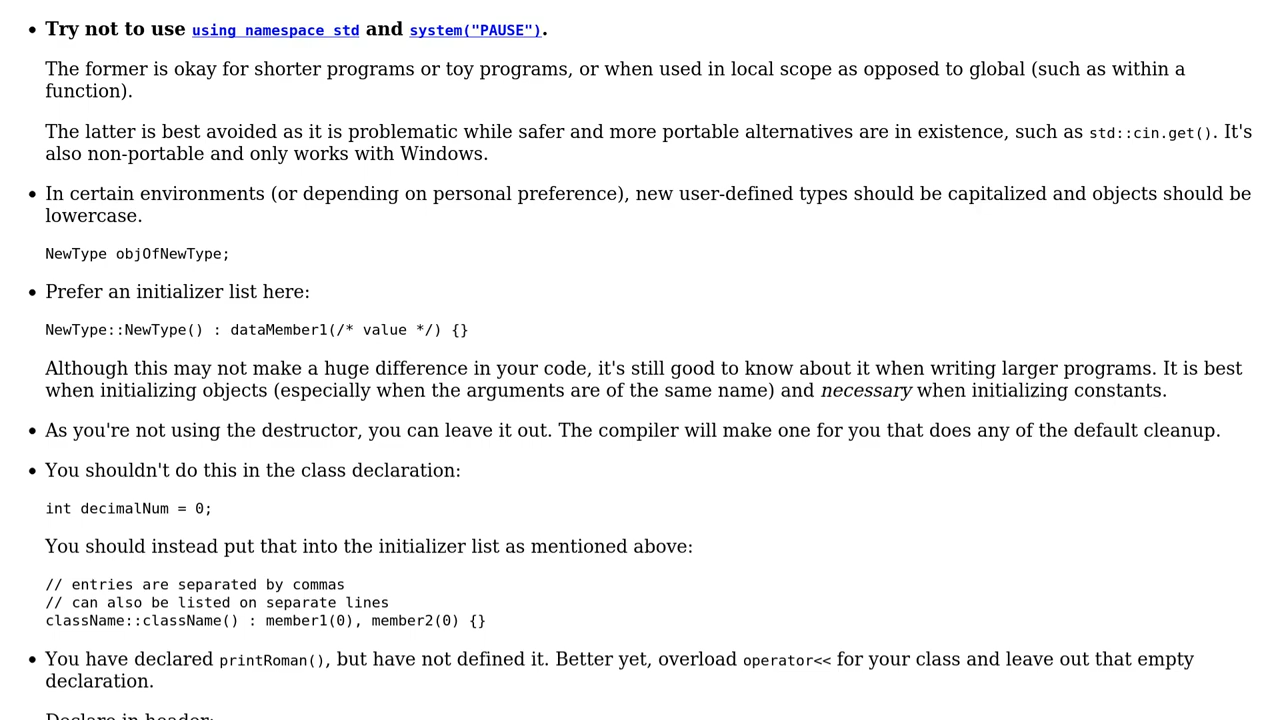 Try not to use using namespace std and system("PAUSE").
The former is okay for shorter programs or toy programs, or when used in local scope as opposed to global (such as within a
function).
The latter is best avoided as it is problematic while safer and more portable alternatives are in existence, such as std::cin.get(). It's
also non-portable and only works with Windows.
In certain environments (or depending on personal preference), new user-defined types should be capitalized and objects should be
lowercase.
NewType objOfNewType;
Prefer an initializer list here:
NewType::NewType() : dataMember1(/* value */) {}
Although this may not make a huge difference in your code, it's still good to know about it when writing larger programs. It is best
when initializing objects (especially when the arguments are of the same name) and necessary when initializing constants.
As you're not using the destructor, you can leave it out. The compiler will make one for you that does any of the default cleanup.
You shouldn't do this in the class declaration:
int decimalNum = 0;
You should instead put that into the initializer list as mentioned above:
// entries are separated by commas
// can also be listed on separate lines
className::className() : member1(0), member2(0) {}
You have declared printRoman(), but have not defined it. Better yet, overload operator<< for your class and leave out that empty
declaration.
Declare in header: